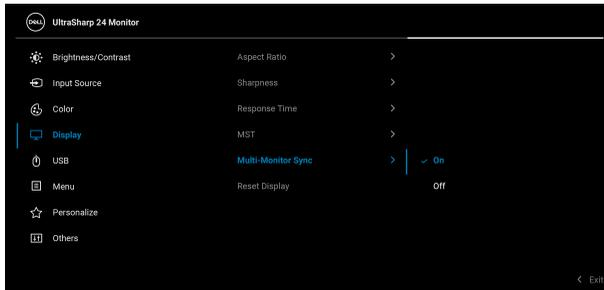 DELL UltraSharp 24 Monitor
Brightness/Contrast Aspect Ratio
Input Source Sharpness
Color Response Time
Display MST
USB Multi-Monitor Sync On
Menu Reset Display Off
Personalize
Others
Exit